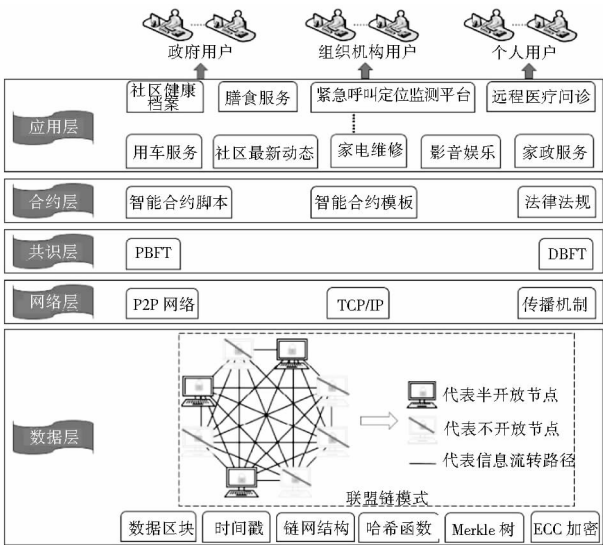 政府用户 组织机构用户 个人用户
应用层
社区健康
档案
膳食服务 紧急呼叫定位监测平台 远程医疗问诊
用车服务 社区最新动态 家电维修 影音娱乐 家政服务
合约层 智能合约脚本 智能合约模板 法律法规
共识层 PBFT DBFT
网络层 P2P 网络 TCP/IP 传播机制
数据层
代表半开放节点
代表不开放节点
代表信息流转路径
联盟链模式
数据区块 时间戳 链网结构 哈希函数 Merkle 树 ECC 加密